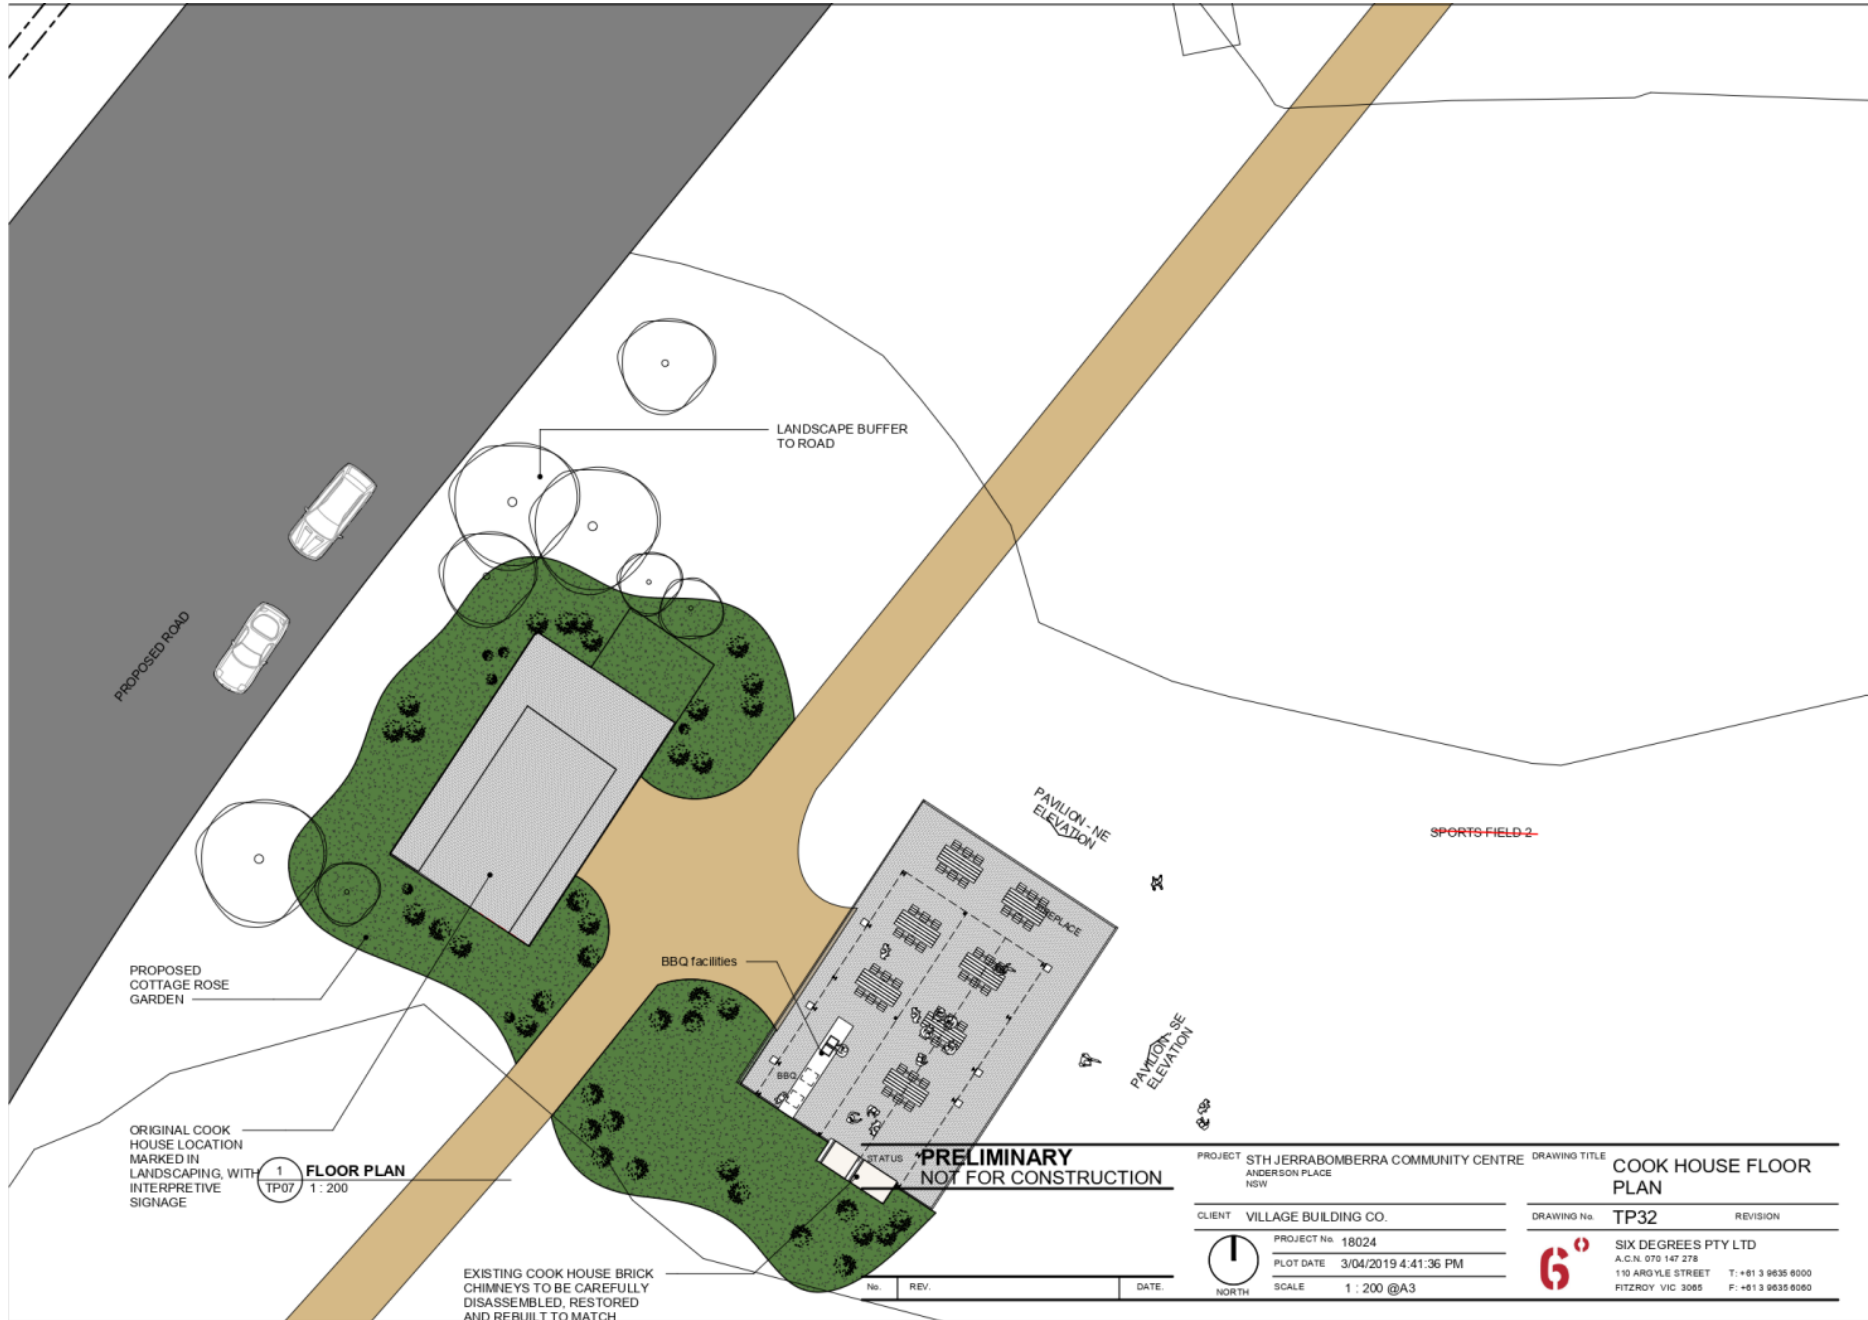 LANDSCAPE BUFFER
TO ROAD
PROPOSED ROAD
PAVILION - NE
ELEVATION
SPORTS FIELD 2
BBQ facilities
PROPOSED
COTTAGE ROSE
GARDEN
PAVILION - SE
ELEVATION
BBQ
ORIGINAL COOK
HOUSE LOCATION
MARKED IN
LANDSCAPING, WITH
INTERPRETIVE
SIGNAGE
1
TP07
FLOOR PLAN
1 : 200
EXISTING COOK HOUSE BRICK
CHIMNEYS TO BE CAREFULLY
DISASSEMBLED, RESTORED
AND REBUILT TO MATCH
STATUS
PRELIMINARY
NOT FOR CONSTRUCTION
No.
REV.
DATE.
PROJECT
STH JERRABOMBERRA COMMUNITY CENTRE
ANDERSON PLACE
NSW
CLIENT
VILLAGE BUILDING CO.
NORTH
PROJECT No.
18024
PLOT DATE
3/04/2019 4:41:36 PM
SCALE
1 : 200 @A3
DRAWING TITLE
COOK HOUSE FLOOR
PLAN
DRAWING No.
TP32
REVISION
6°
SIX DEGREES PTY LTD
A.C.N. 070 147 278
110 ARGYLE STREET
T: +61 3 9635 6000
FITZROY VIC 3065
F: +61 3 9635 6060